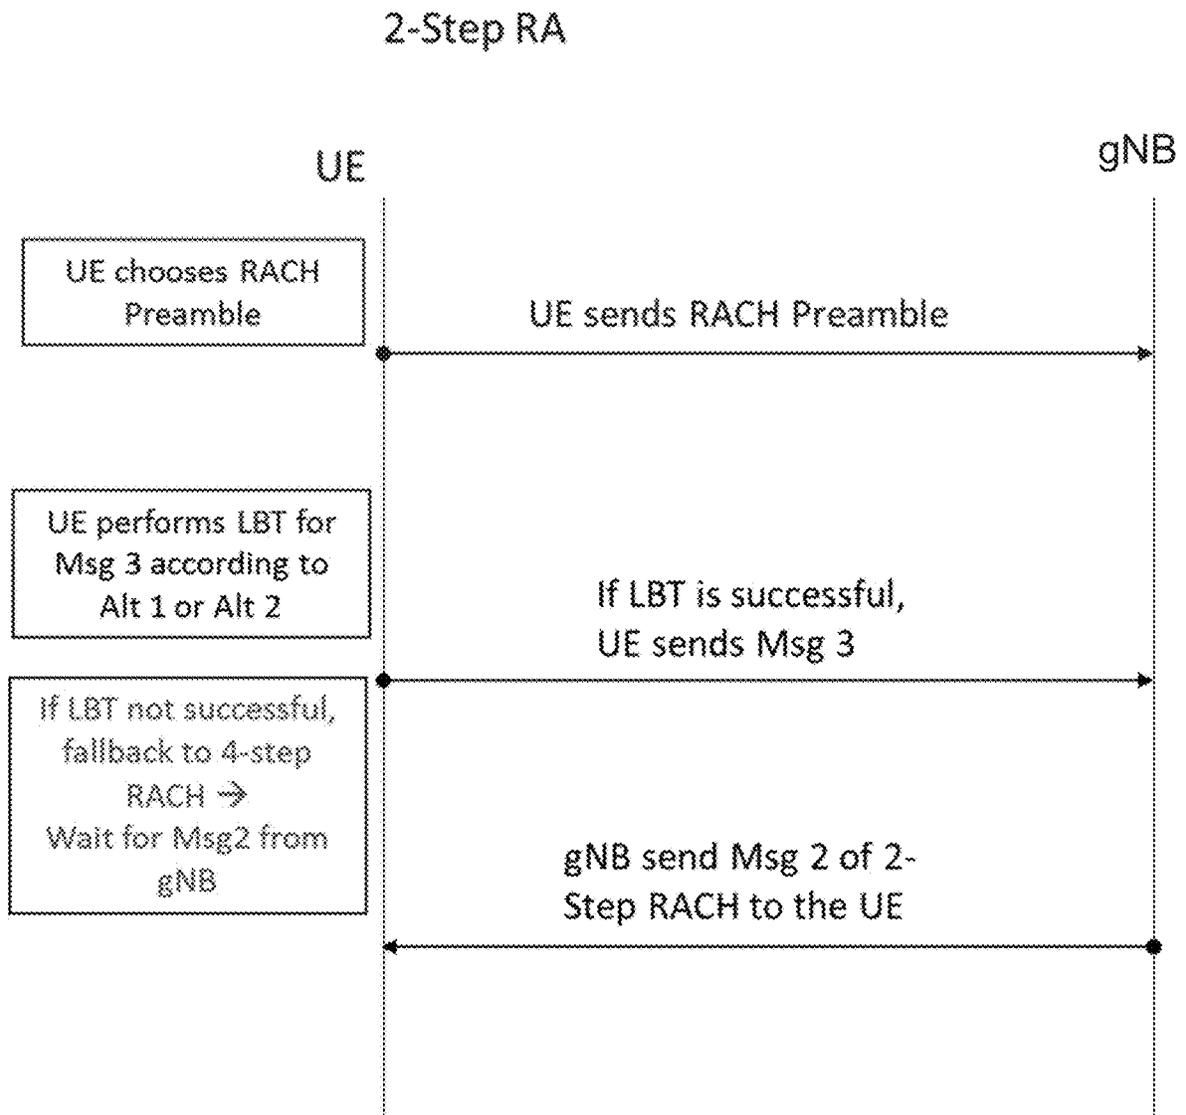 2-Step RA
UE
gNB
UE chooses RACH
Preamble
UE sends RACH Preamble
UE performs LBT for
Msg 3 according to
Alt 1 or Alt 2
If LBT is successful,
UE sends Msg 3
If LBT not successful,
fallback to 4-step
RACH →
Wait for Msg2 from
gNB
gNB send Msg 2 of 2-
Step RACH to the UE